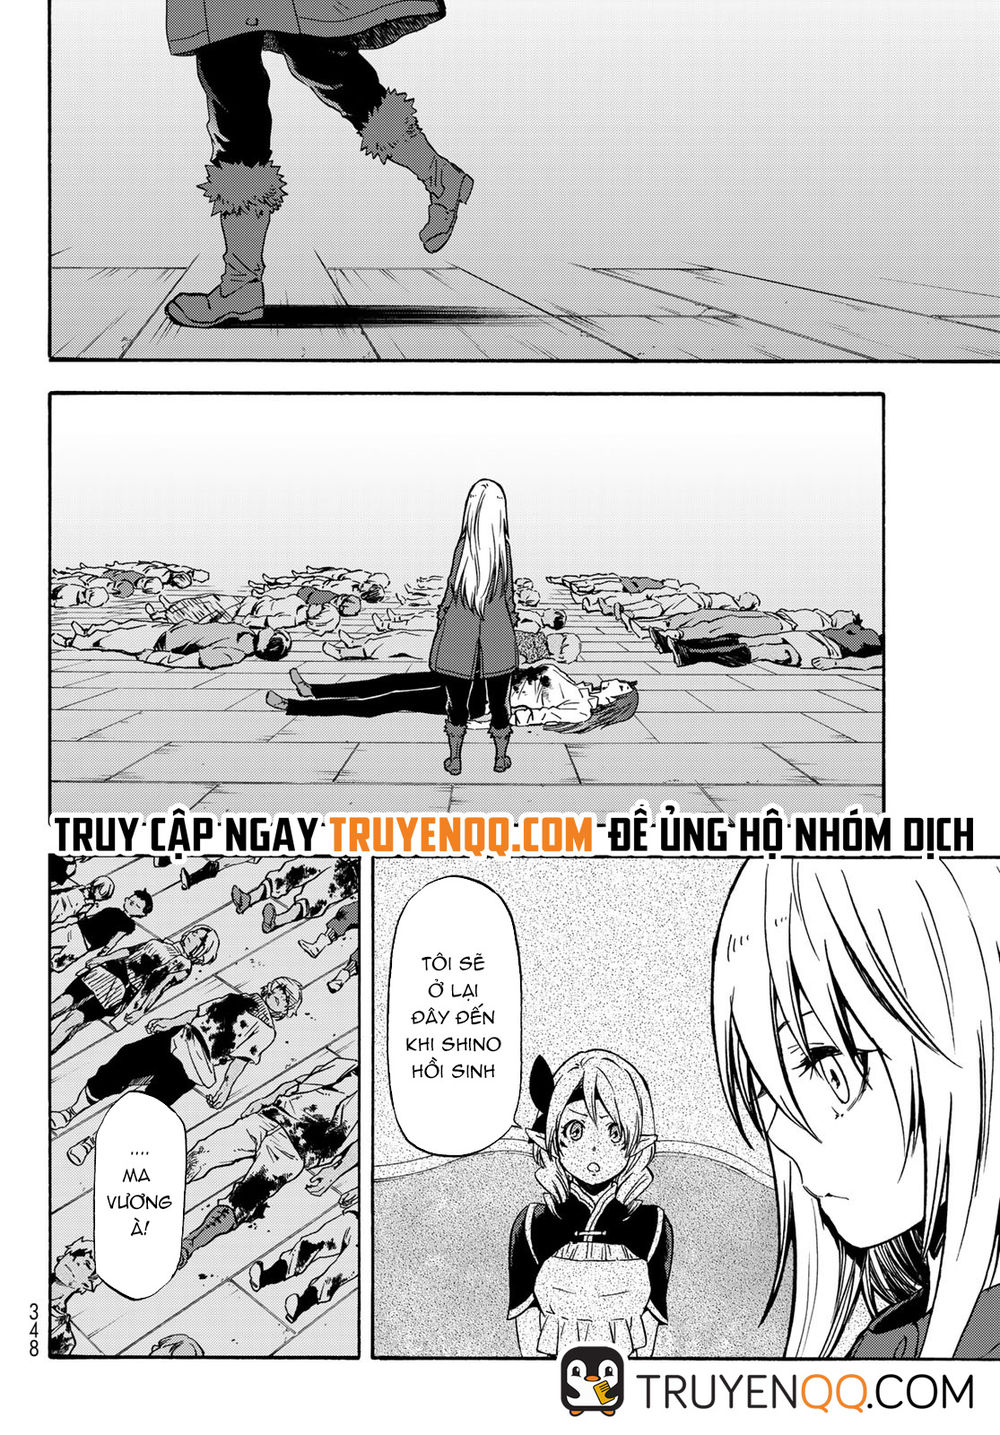 TRUY CẬP NGAY TRUYENQQ.COM ĐỂ ỦNG HỘ NHÓM DỊCH
TÔI SẼ
Ở LẠI
ĐÂY ĐẾN
KHI SHINO
HỒI SINH
....
MA
VƯƠNG
À!
348
TRUYENQQ.COM